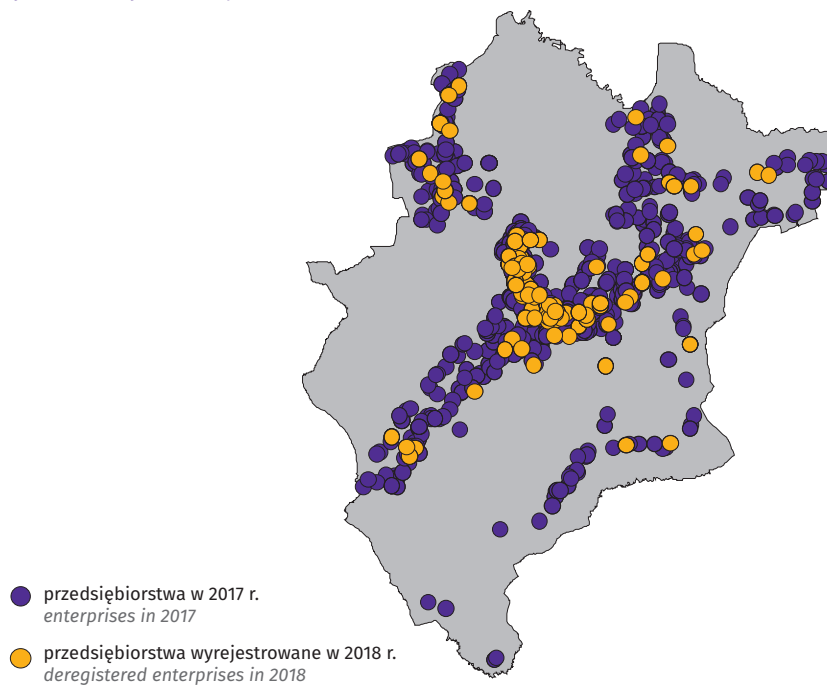 przedsiębiorstwa w 2017 r.
enterprises in 2017
przedsiębiorstwa wyrejestrowane w 2018 r.
deregistered enterprises in 2018